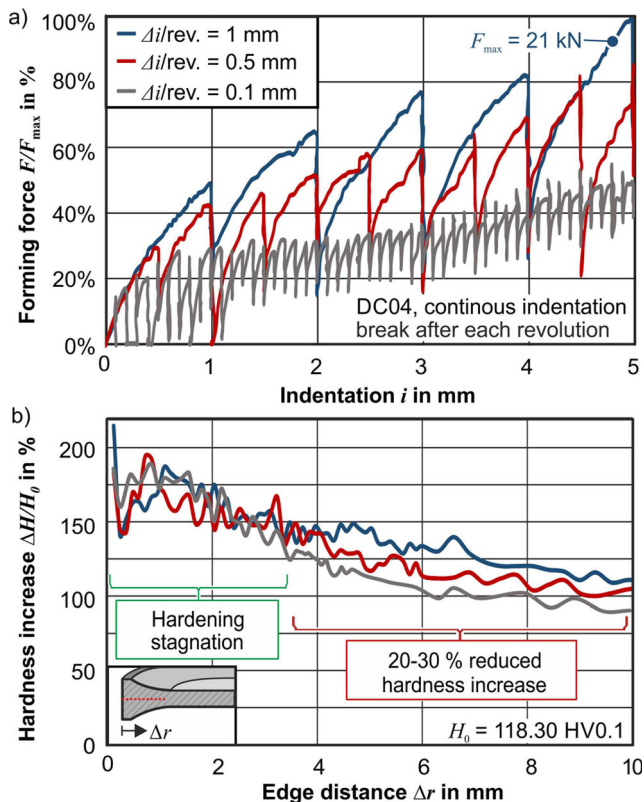 a)
Forming force F/Fmax in %
100%
80%
60%
40%
20%
0%
Δi/rev. = 1 mm
Δi/rev. = 0.5 mm
Δi/rev. = 0.1 mm
Fmax = 21 kN
DC04, continous indentation
break after each revolution
0 1 2 3 4 5
Indentation i in mm
b)
Hardness increase ΔH/H0 in %
200
150
100
50
0
Hardening
stagnation
20-30 % reduced
hardness increase
Δr
H0 = 118.30 HV0.1
0 2 4 6 8 10
Edge distance Δr in mm